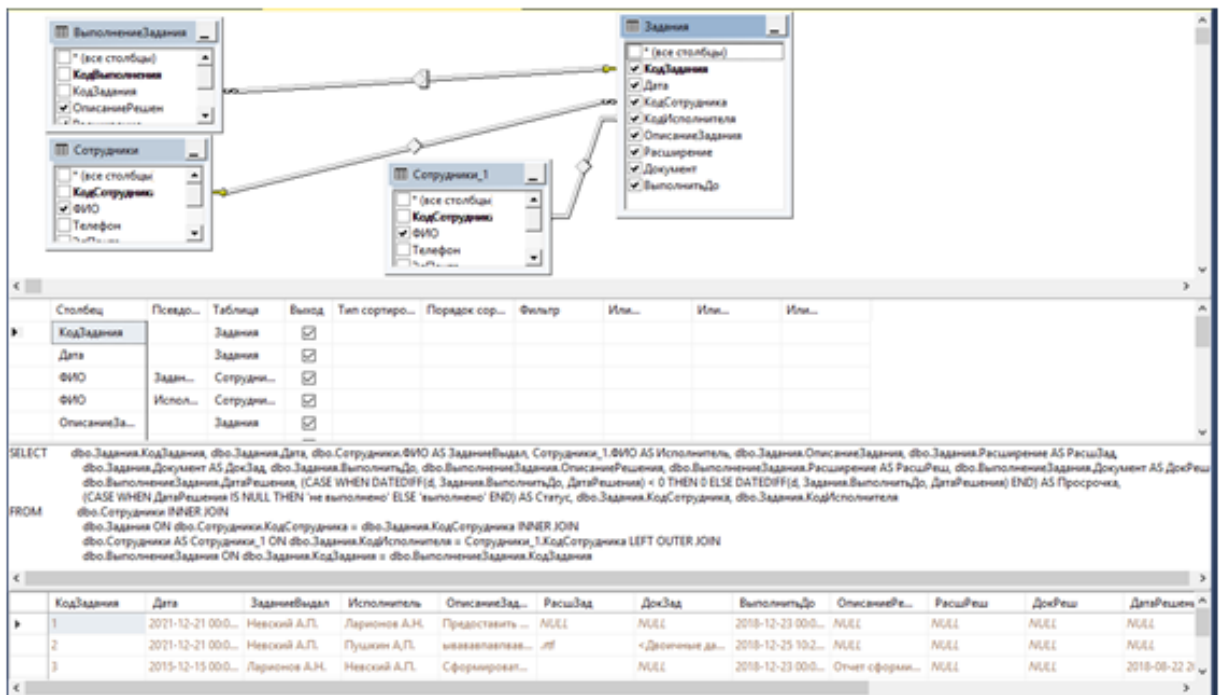 ВыполнениеЗадания
* (все столбцы)
КодВыполнения
КодЗадания
ОписаниеРешен
Задания
* (все столбцы)
КодЗадания
Дата
КодСотрудника
КодИсполнителя
ОписаниеЗадания
Расширение
Документ
ВыполнитьДо
Сотрудники
* (все столбцы
КодСотрудник
ФИО
Телефон
Сотрудники_1
* (все столбцы
КодСотрудник
ФИО
Телефон
Столбец Псевдо... Таблица Выход Тип сортиро... Порядок сор... Фильтр Или... Или... Или...
КодЗадания Задания
Дата Задания
ФИО Задан... Сотрудни...
ФИО Испол... Сотрудни...
ОписаниеЗа... Задания
SELECT dbo.Задания.КодЗадания, dbo.Задания.Дата, dbo.Сотрудники.ФИО AS ЗаданиеВыдал, Сотрудники_1.ФИО AS Исполнитель, dbo.Задания.ОписаниеЗадания, dbo.Задания.Расширение AS РасшЗад,
dbo.Задания.Документ AS ДокЗад, dbo.Задания.ВыполнитьДо, dbo.ВыполнениеЗадания.ОписаниеРешения, dbo.ВыполнениеЗадания.Расширение AS РасшРеш, dbo.ВыполнениеЗадания.Документ AS ДокРеш
dbo.ВыполнениеЗадания.ДатаРешения, (CASE WHEN DATEDIFF(d, Задания.ВыполнитьДо, ДатаРешения) < 0 THEN 0 ELSE DATEDIFF(d, Задания.ВыполнитьДо, ДатаРешения) END) AS Просрочка,
(CASE WHEN ДатаРешения IS NULL THEN 'не выполнено' ELSE 'выполнено' END) AS Статус, dbo.Задания.КодСотрудника, dbo.Задания.КодИсполнителя
FROM dbo.Сотрудники INNER JOIN
dbo.Задания ON dbo.Сотрудники.КодСотрудника = dbo.Задания.КодСотрудника INNER JOIN
dbo.Сотрудники AS Сотрудники_1 ON dbo.Задания.КодИсполнителя = Сотрудники_1.КодСотрудника LEFT OUTER JOIN
dbo.ВыполнениеЗадания ON dbo.Задания.КодЗадания = dbo.ВыполнениеЗадания.КодЗадания
КодЗадания Дата ЗаданиеВыдал Исполнитель ОписаниеЗад... РасшЗад ДокЗад ВыполнитьДо ОписаниеРе... РасшРеш ДокРеш ДатаРешени
1 2021-12-21 00:0... Невский А.П. Ларионов А.Н. Предоставить ... NULL NULL 2018-12-23 00:0... NULL NULL NULL NULL
2 2021-12-21 00:0... Невский А.П. Пушкин А.П. .rtf <Двоичные да... 2018-12-25 10:2... NULL NULL NULL NULL
3 2015-12-15 00:0... Ларионов А.Н. Невский А.П. Сформироват... NULL 2018-12-23 00:0... Отчет сформи... NULL NULL 2018-08-22 2